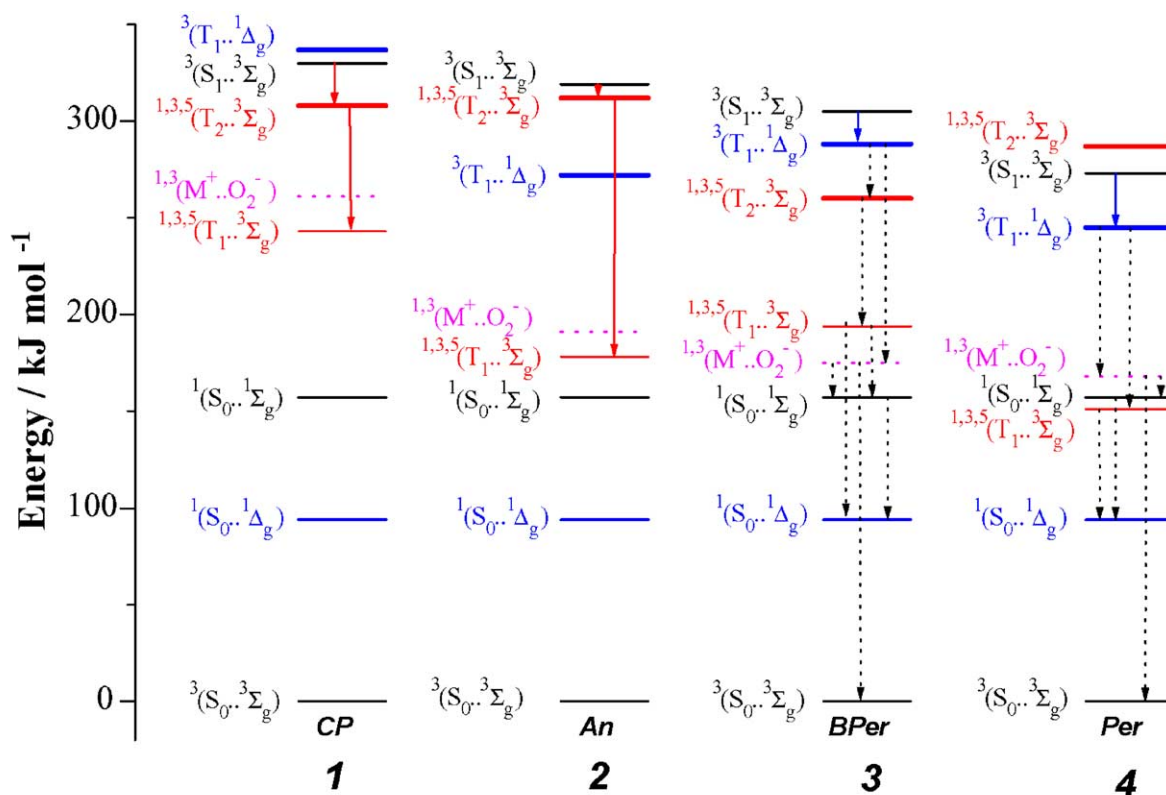 Energy / kJ mol⁻¹
300
200
100
0
³(T₁..¹Δg)
³(S₁..³Σg)
¹,³,⁵(T₂..³Σg)
¹,³(M⁺..O₂⁻)
¹,³,⁵(T₁..³Σg)
¹(S₀..¹Σg)
¹(S₀..¹Δg)
³(S₀..³Σg)
CP
1
³(S₁..³Σg)
¹,³,⁵(T₂..³Σg)
³(T₁..¹Δg)
¹,³(M⁺..O₂⁻)
¹,³,⁵(T₁..³Σg)
¹(S₀..¹Σg)
¹(S₀..¹Δg)
³(S₀..³Σg)
An
2
³(S₁..³Σg)
³(T₁..¹Δg)
¹,³,⁵(T₂..³Σg)
¹,³,⁵(T₁..³Σg)
¹,³(M⁺..O₂⁻)
¹(S₀..¹Σg)
¹(S₀..¹Δg)
³(S₀..³Σg)
BPer
3
¹,³,⁵(T₂..³Σg)
³(S₁..³Σg)
³(T₁..¹Δg)
¹,³(M⁺..O₂⁻)
¹(S₀..¹Σg)
¹,³,⁵(T₁..³Σg)
¹(S₀..¹Δg)
³(S₀..³Σg)
Per
4